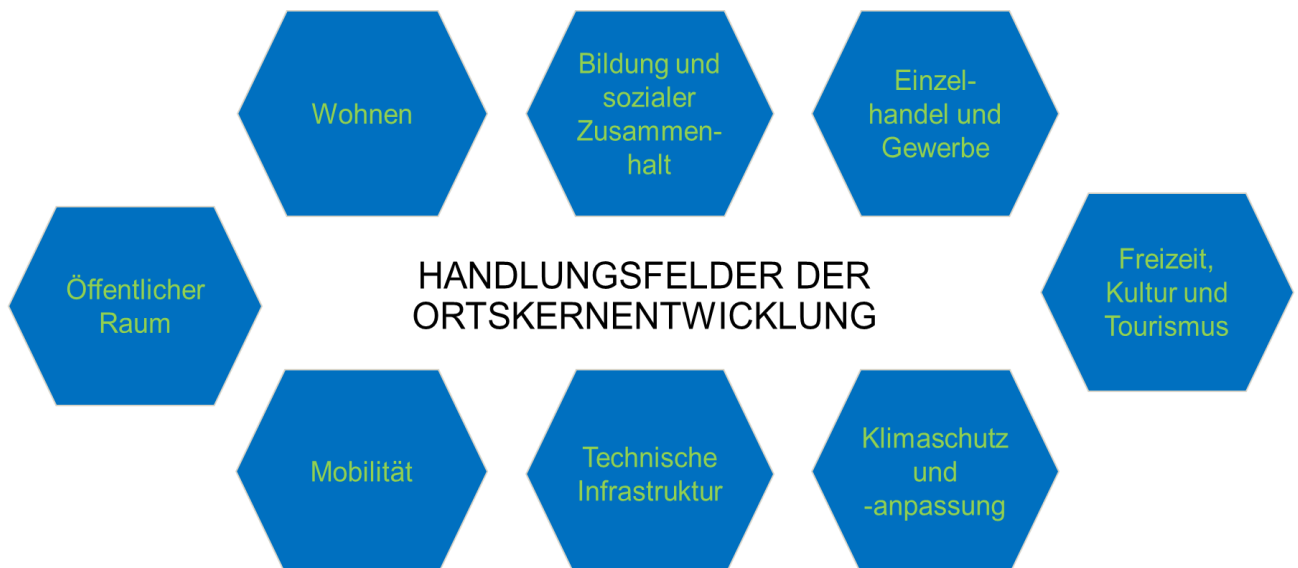 Wohnen
Bildung und
sozialer
Zusammen-
halt
Einzel-
handel und
Gewerbe
Öffentlicher
Raum
HANDLUNGSFELDER DER
ORTSKERNENTWICKLUNG
Freizeit,
Kultur und
Tourismus
Mobilität
Technische
Infrastruktur
Klimaschutz
und
-anpassung